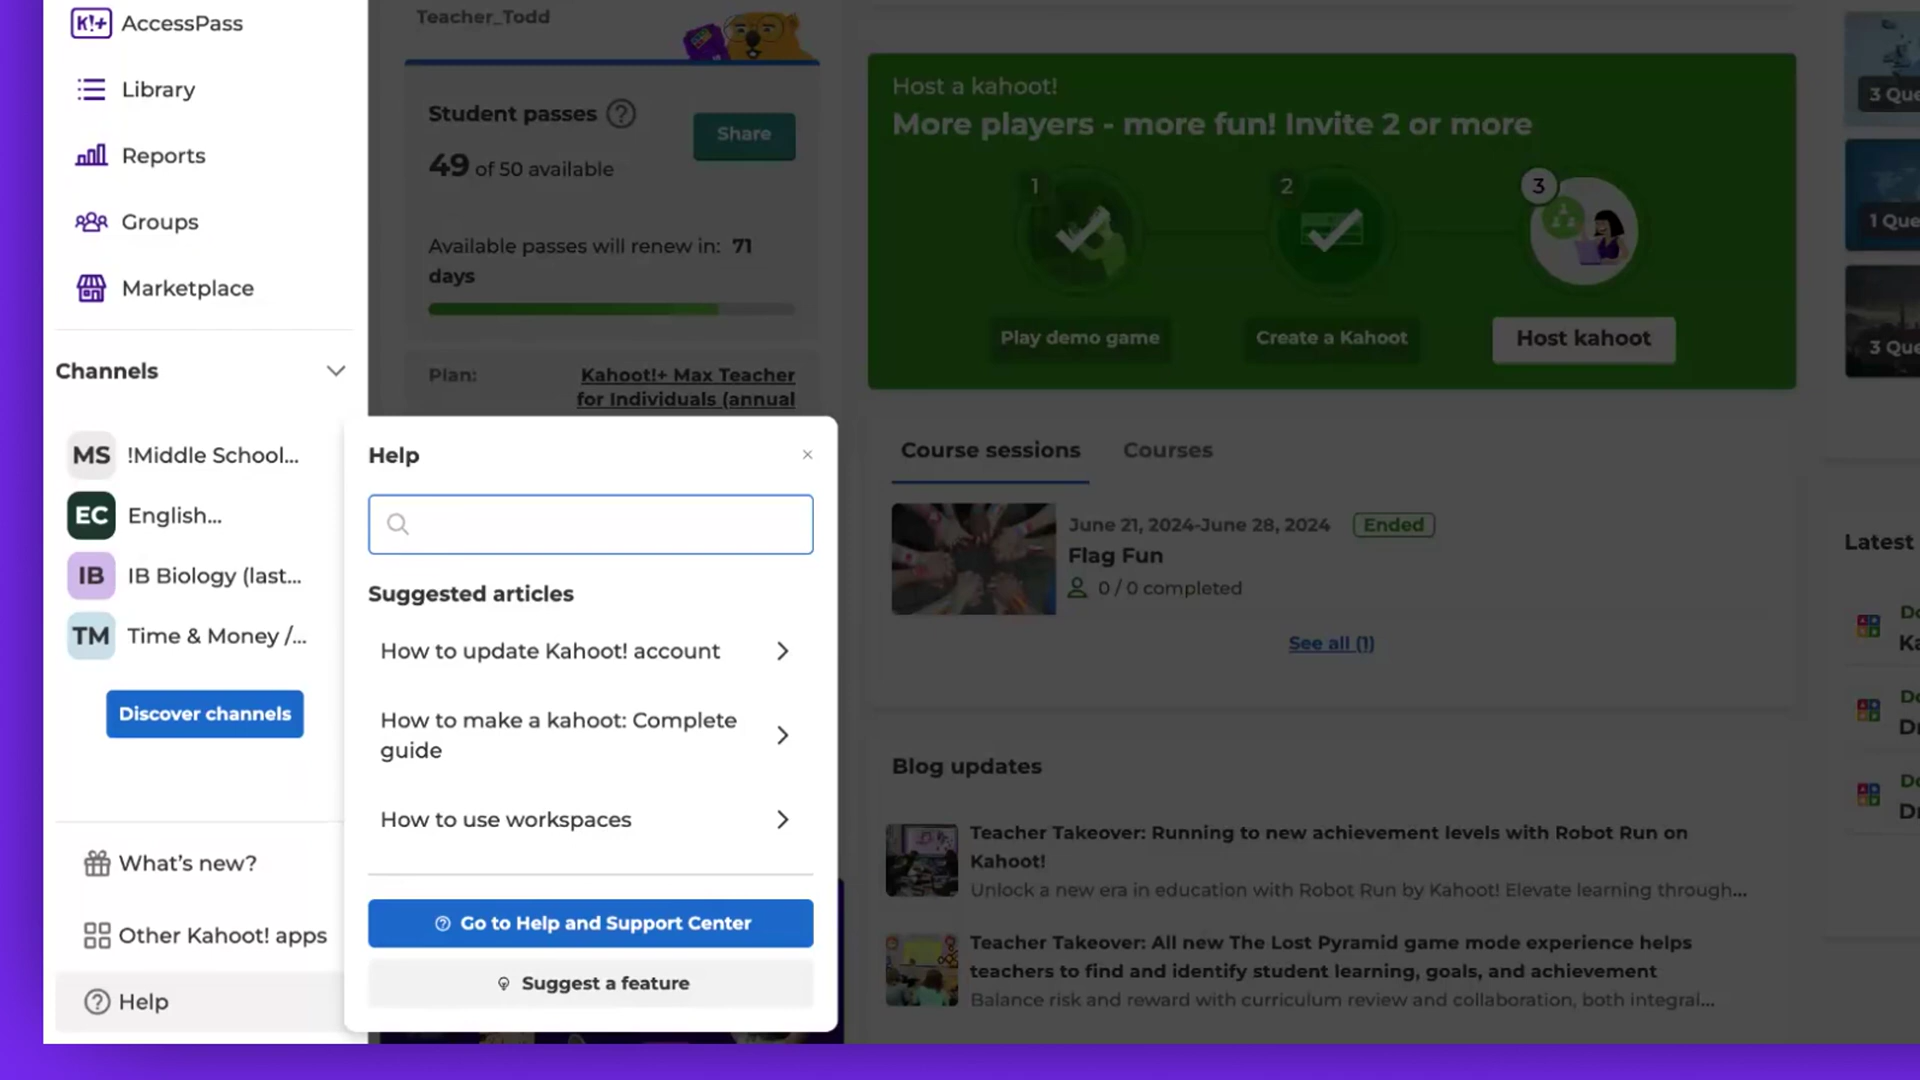 K!+ AccessPass
Library
Reports
Groups
Marketplace
Channels
MS !Middle School...
EC English...
IB IB Biology (last...
TM Time & Money /...
Discover channels
What's new?
Other Kahoot! apps
Help
Teacher_Todd
Student passes ?
49 of 50 available
Share
Available passes will renew in: 71
days
Plan:
Kahoot!+ Max Teacher
for Individuals (annual
Help
Suggested articles
How to update Kahoot! account
How to make a kahoot: Complete
guide
How to use workspaces
Go to Help and Support Center
Suggest a feature
Host a kahoot!
More players - more fun! Invite 2 or more
1
2
3
Play demo game
Create a Kahoot
Host kahoot
Course sessions
Courses
June 21, 2024-June 28, 2024 Ended
Flag Fun
0 / 0 completed
See all (1)
Blog updates
Teacher Takeover: Running to new achievement levels with Robot Run on
Kahoot!
Unlock a new era in education with Robot Run by Kahoot! Elevate learning through...
Teacher Takeover: All new The Lost Pyramid game mode experience helps
teachers to find and identify student learning, goals, and achievement
Balance risk and reward with curriculum review and collaboration, both integral...
3 Que
1 Que
3 Que
Latest